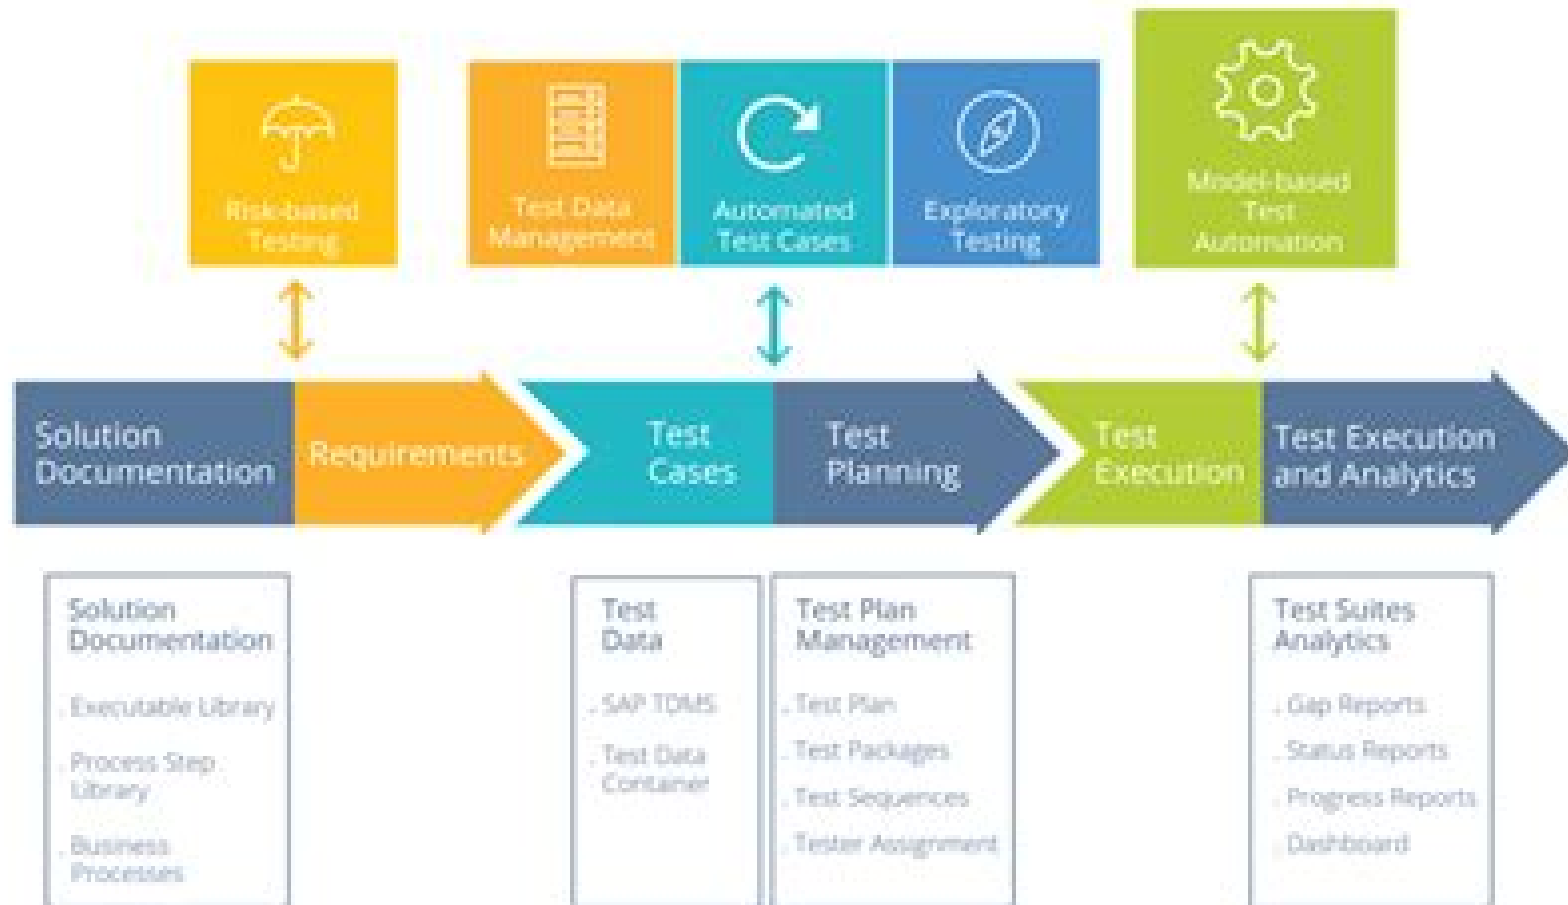 Risk-based
Testing
Test Data
Management
Automated
Test Cases
Exploratory
Testing
Model-based
Test
Automation
Solution
Documentation
Requirements
Test
Cases
Test
Planning
Test
Execution
Test Execution
and Analytics
Solution
Documentation
. Executable Library
. Process Step
Library
. Business
Processes
Test
Data
. SAP TDMS
. Test Data
Container
Test Plan
Management
. Test Plan
. Test Packages
. Test Sequences
. Tester Assignment
Test Suites
Analytics
. Gap Reports
. Status Reports
. Progress Reports
. Dashboard